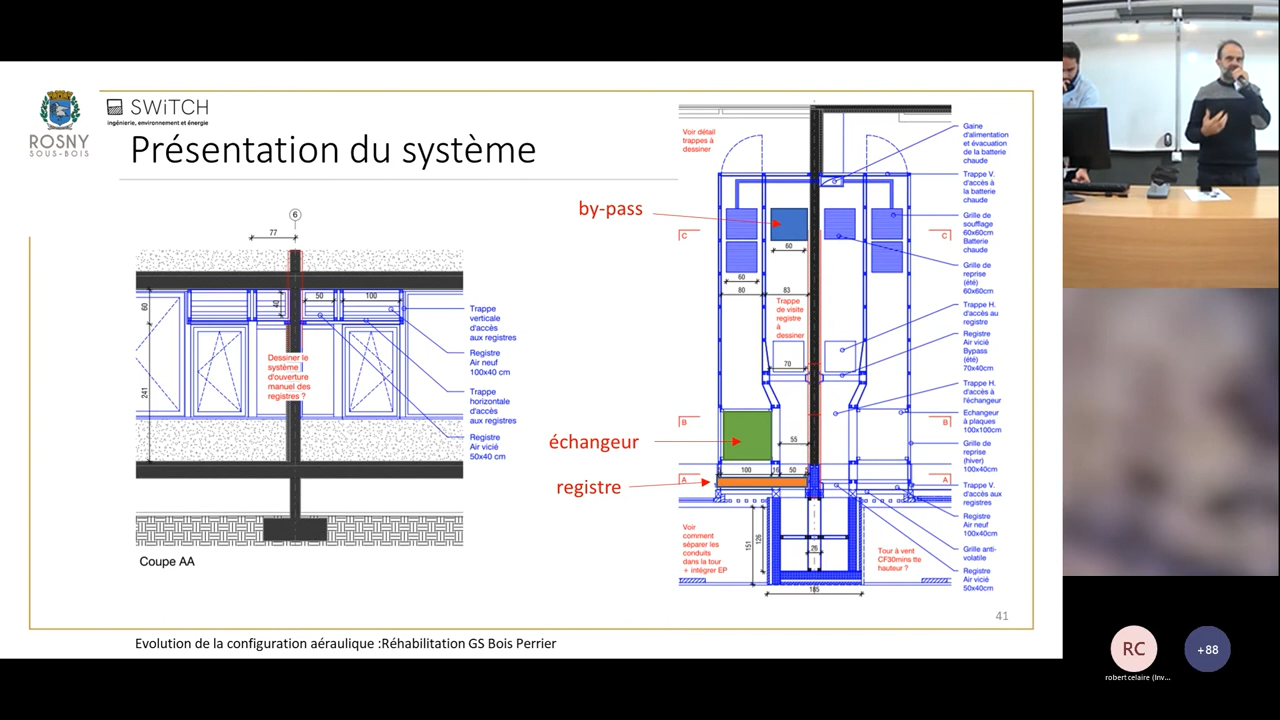 ROSNY
SOUS-BOIS
SWiTCH
ingénierie, environnement et énergie
Présentation du système
6
77
60
40
50
100
241
Dessiner le
système
d'ouverture
manuel des
registres ?
Trappe
verticale
d'accès
aux registres
Registre
Air neuf
100x40 cm
Trappe
horizontale
d'accès
aux registres
Registre
Air vicié
50x40 cm
Coupe AA
by-pass
échangeur
registre
Voir détail
trappes à
dessiner
C
C
60
60
80
83
Trappe
de visite
registre
à
dessiner
70
B
B
55
100
16
50
A
A
Voir
comment
séparer les
conduits
dans la tour
+ intégrer EP
151
126
26
185
Tour à vent
CF30mins tte
hauteur ?
Gaine
d'alimentation
et évacuation
de la batterie
chaude
Trappe V.
d'accès à
la batterie
chaude
Grille de
soufflage
60x60cm
Batterie
chaude
Grille de
reprise
(été)
60x60cm
Trappe H.
d'accès au
registre
Registre
Air vicié
Bypass
(été)
70x40cm
Trappe H.
d'accès à
l'échangeur
Echangeur
à plaques
100x100cm
Grille de
reprise
(hiver)
100x40cm
Trappe V.
d'accès aux
registres
Registre
Air neuf
100x40cm
Grille anti-
volatile
Registre
Air vicié
50x40cm
41
Evolution de la configuration aéraulique :Réhabilitation GS Bois Perrier
RC
+88
robert celaire (Inv...